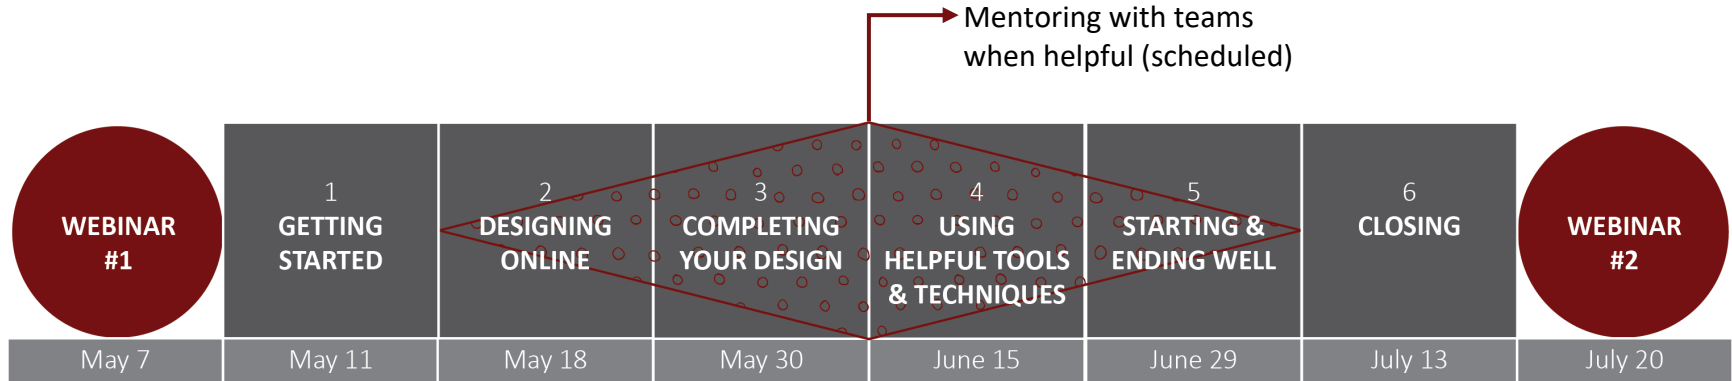 Mentoring with teams
when helpful (scheduled)
WEBINAR
#1
1
GETTING
STARTED
2
DESIGNING
ONLINE
3
COMPLETING
YOUR DESIGN
4
USING
HELPFUL TOOLS
& TECHNIQUES
5
STARTING &
ENDING WELL
6
CLOSING
WEBINAR
#2
May 7
May 11
May 18
May 30
June 15
June 29
July 13
July 20